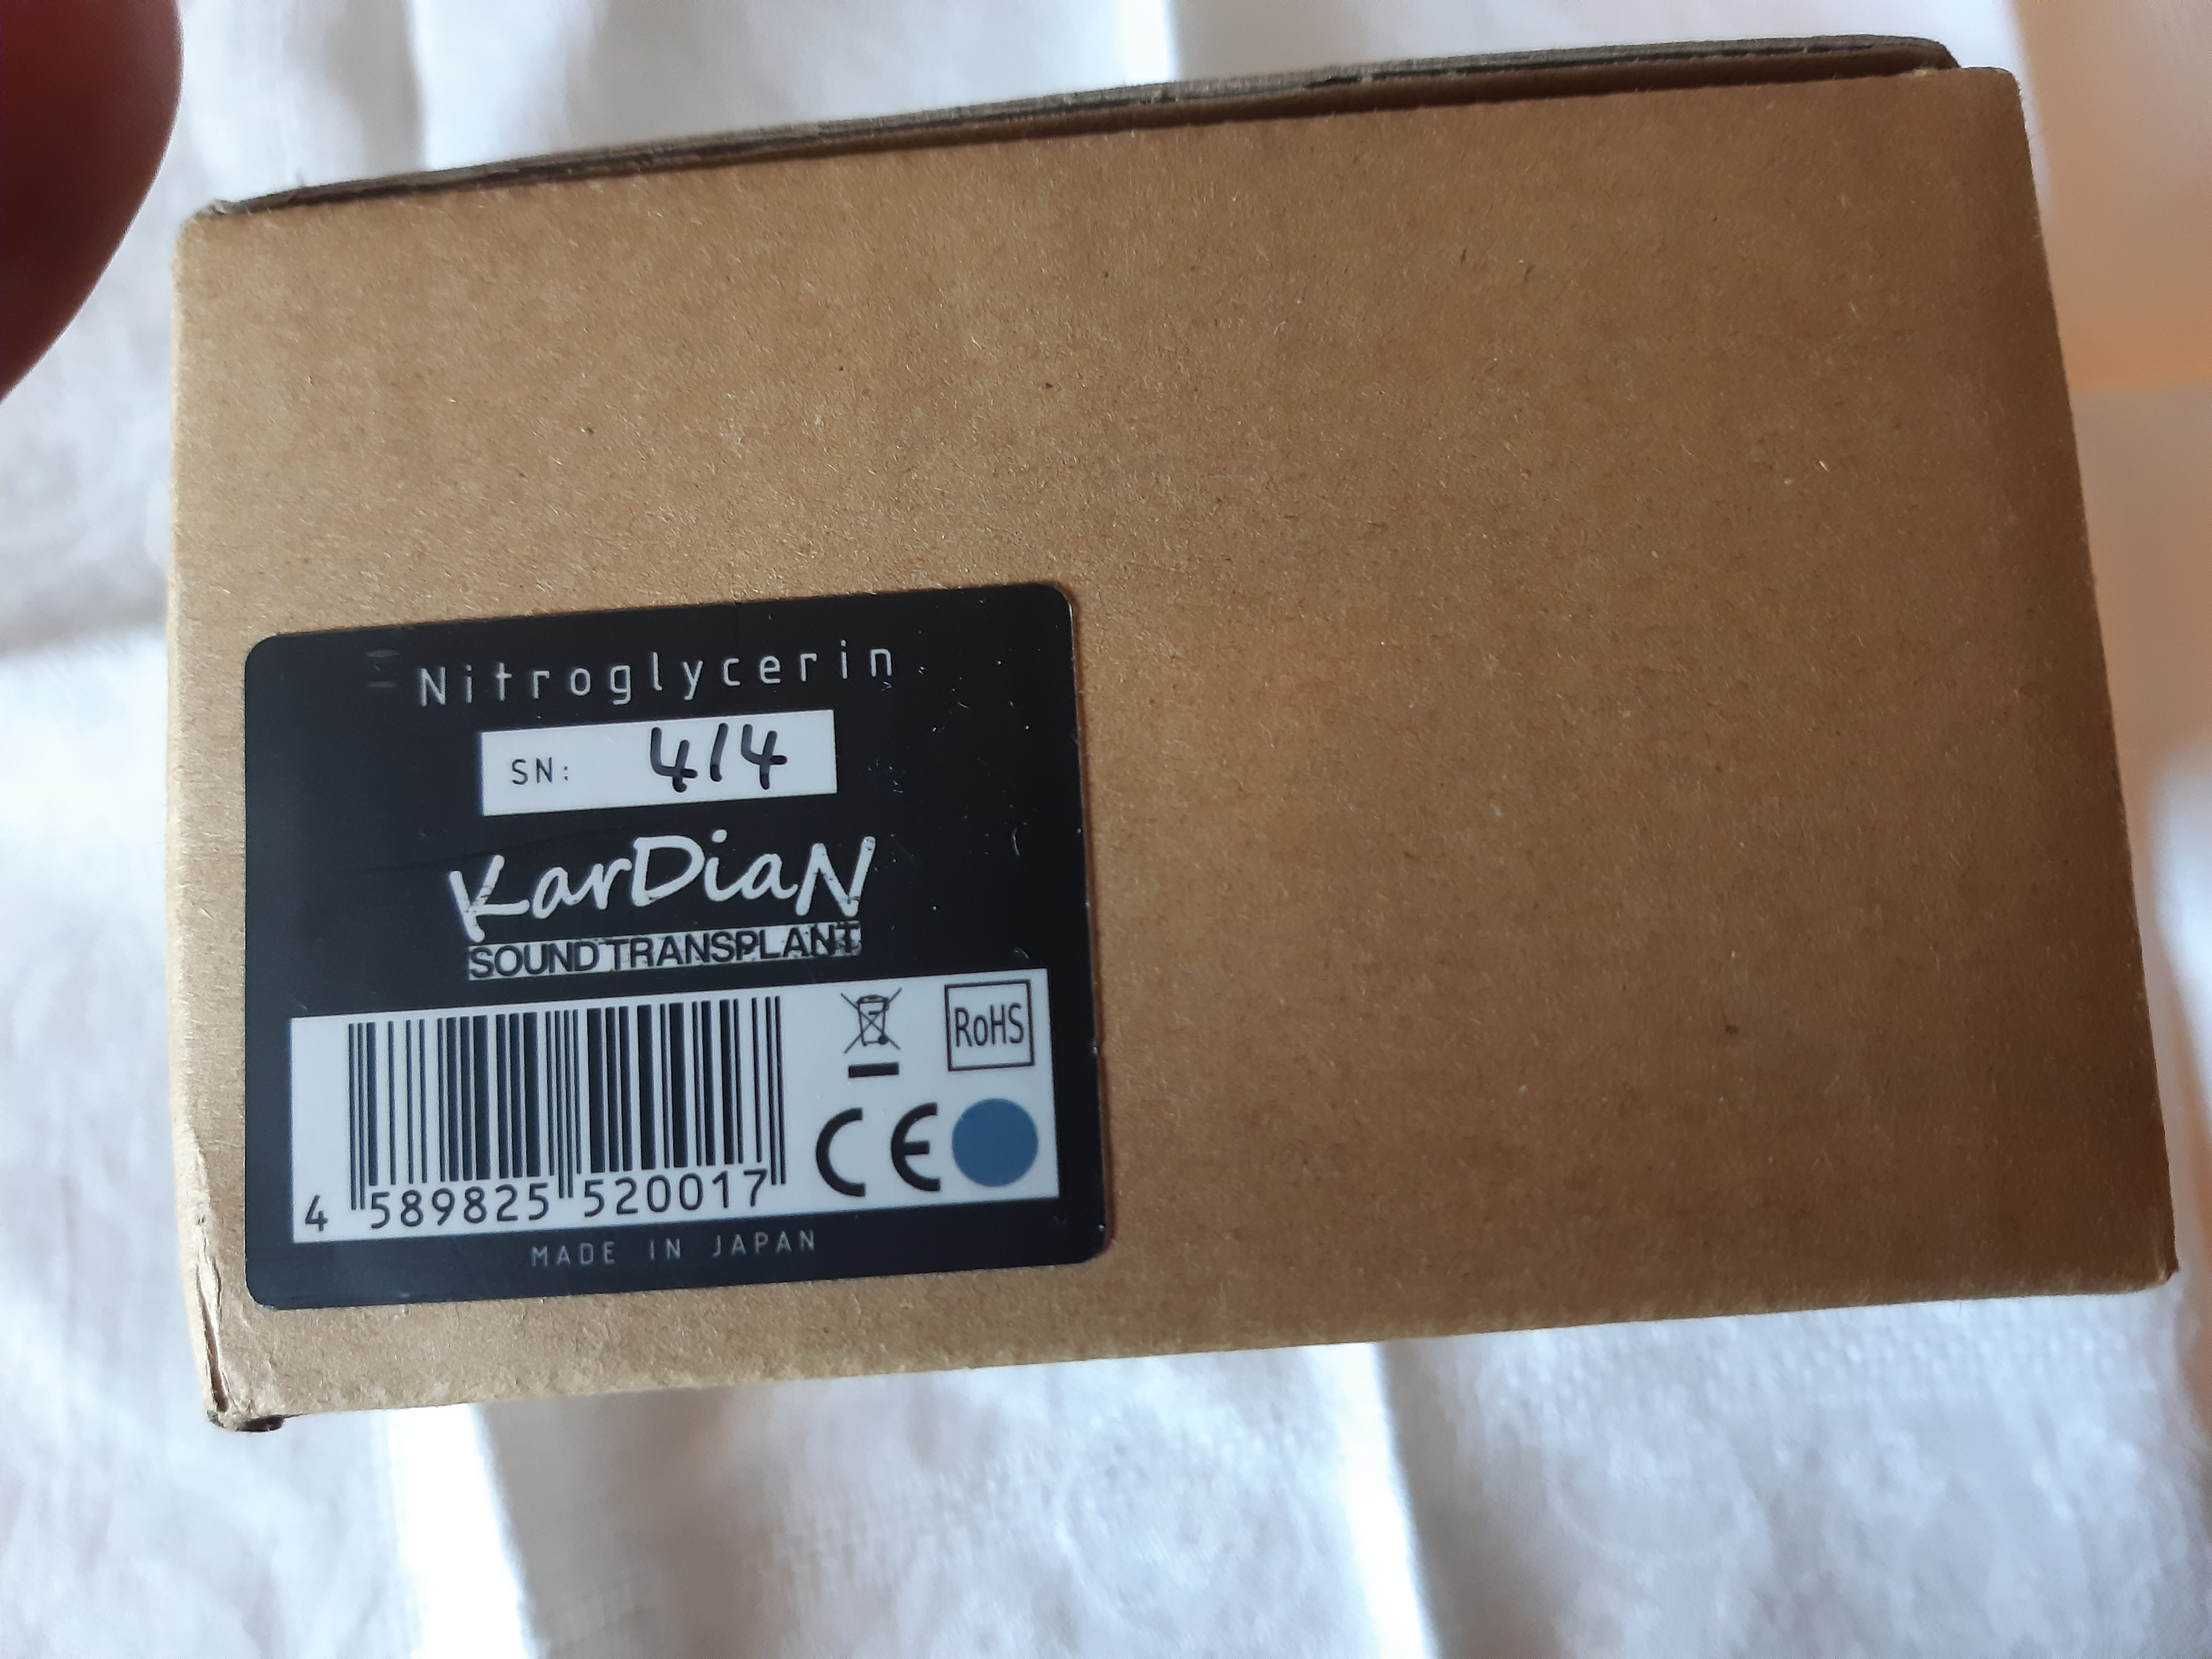 Nitroglycerin
SN: 414
KarDiaN
SOUND TRANSPLANT
RoHS
CE
4 589825 520017
MADE IN JAPAN